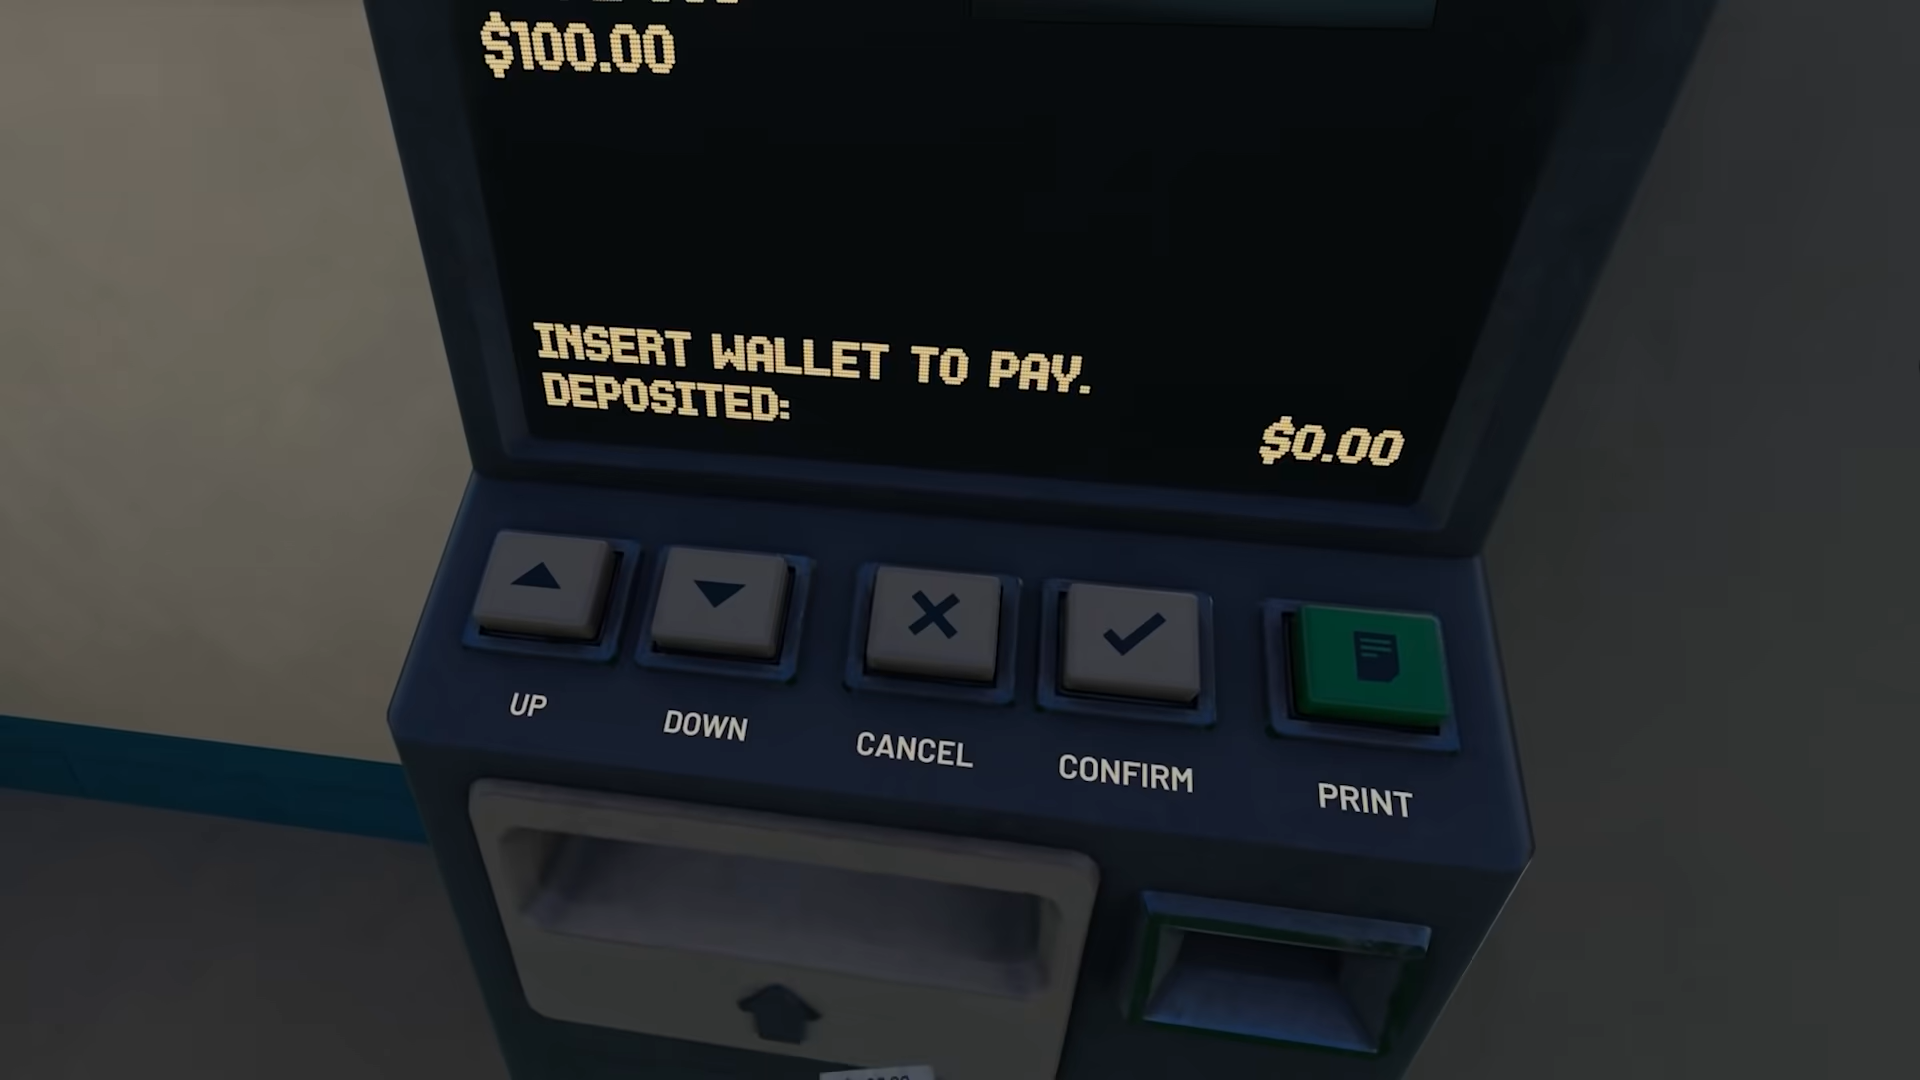 $100.00
INSERT WALLET TO PAY.
DEPOSITED:
$0.00
UP
DOWN
CANCEL
CONFIRM
PRINT